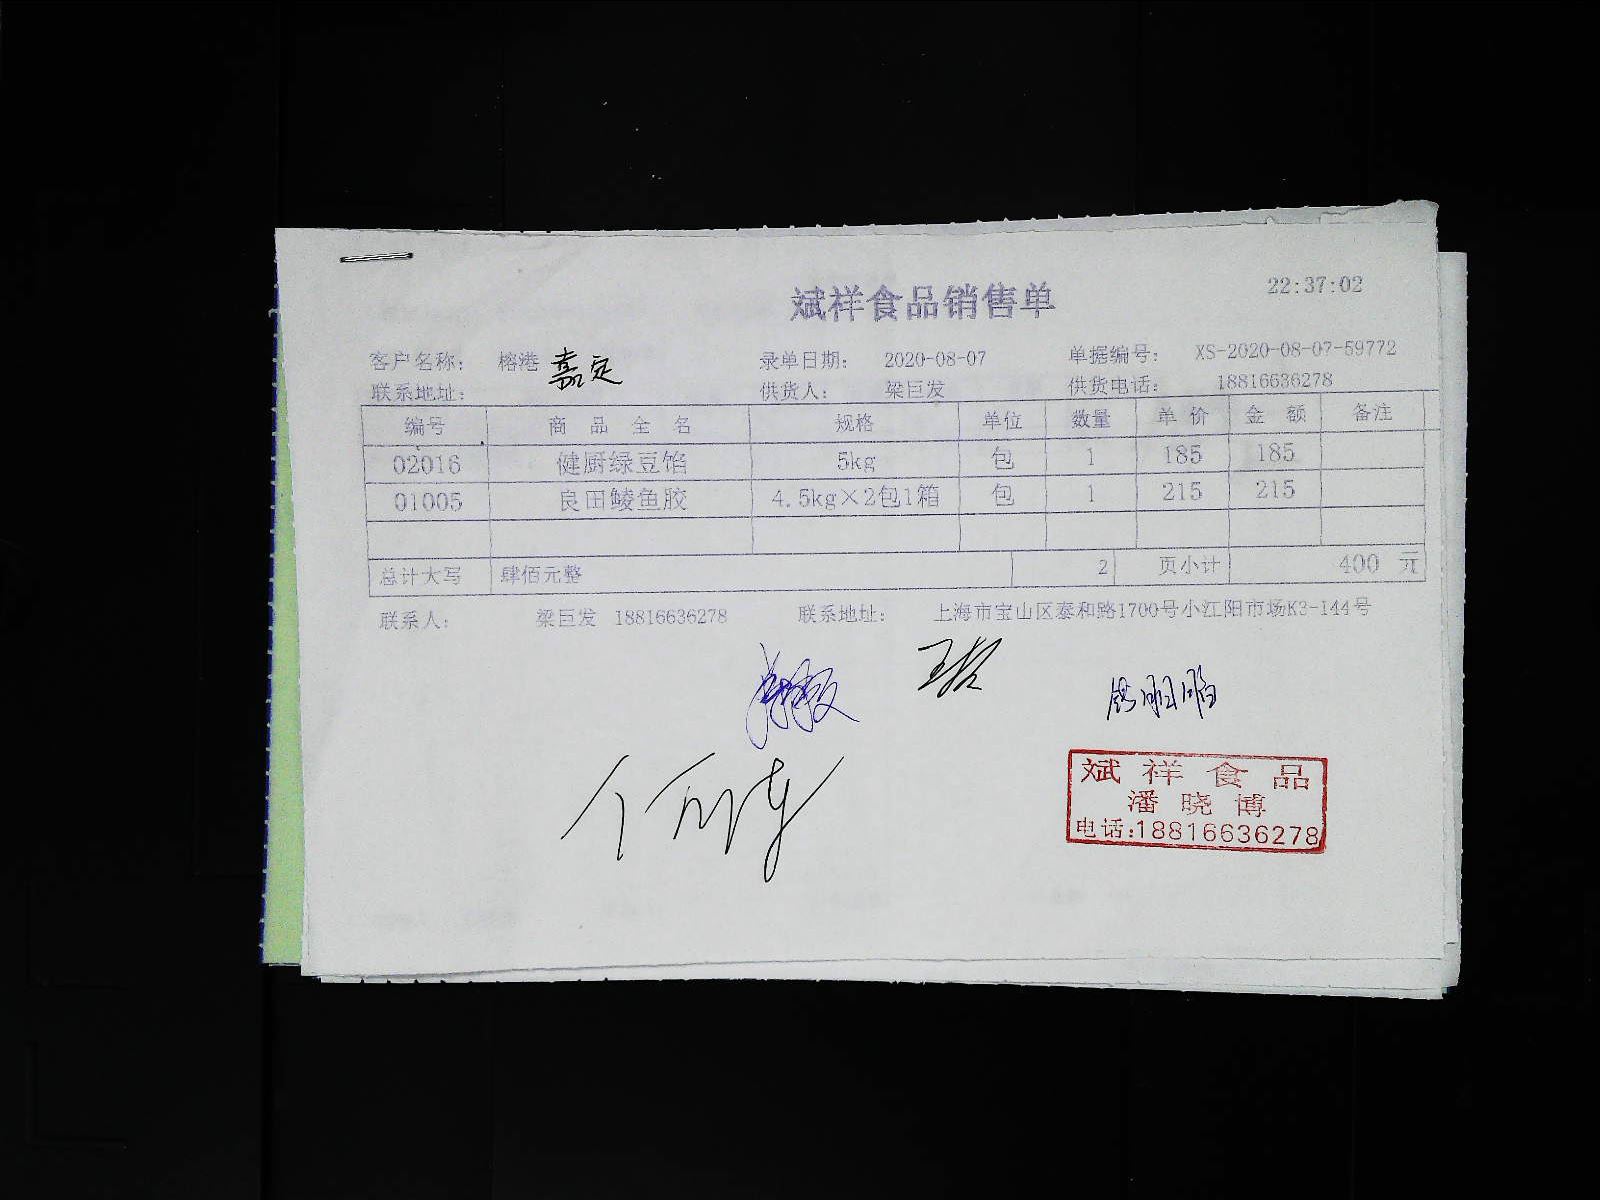 斌祥食品销售单
22:37:02
客户名称： 榕港 嘉定 录单日期： 2020-08-07 单据编号： XS-2020-08-07-59772
联系地址： 供货人： 梁巨发 供货电话： 18816636278
编号 商品全名 规格 单位 数量 单价 金额 备注
02016 健厨绿豆馅 5kg 包 1 185 185
01005 良田鲮鱼胶 4.5kg×2包1箱 包 1 215 215
总计大写 肆佰元整 2 页小计 400 元
联系人： 梁巨发 18816636278 联系地址： 上海市宝山区泰和路1700号小江阳市场K3-144号
斌祥食品
潘晓博
电话:18816636278